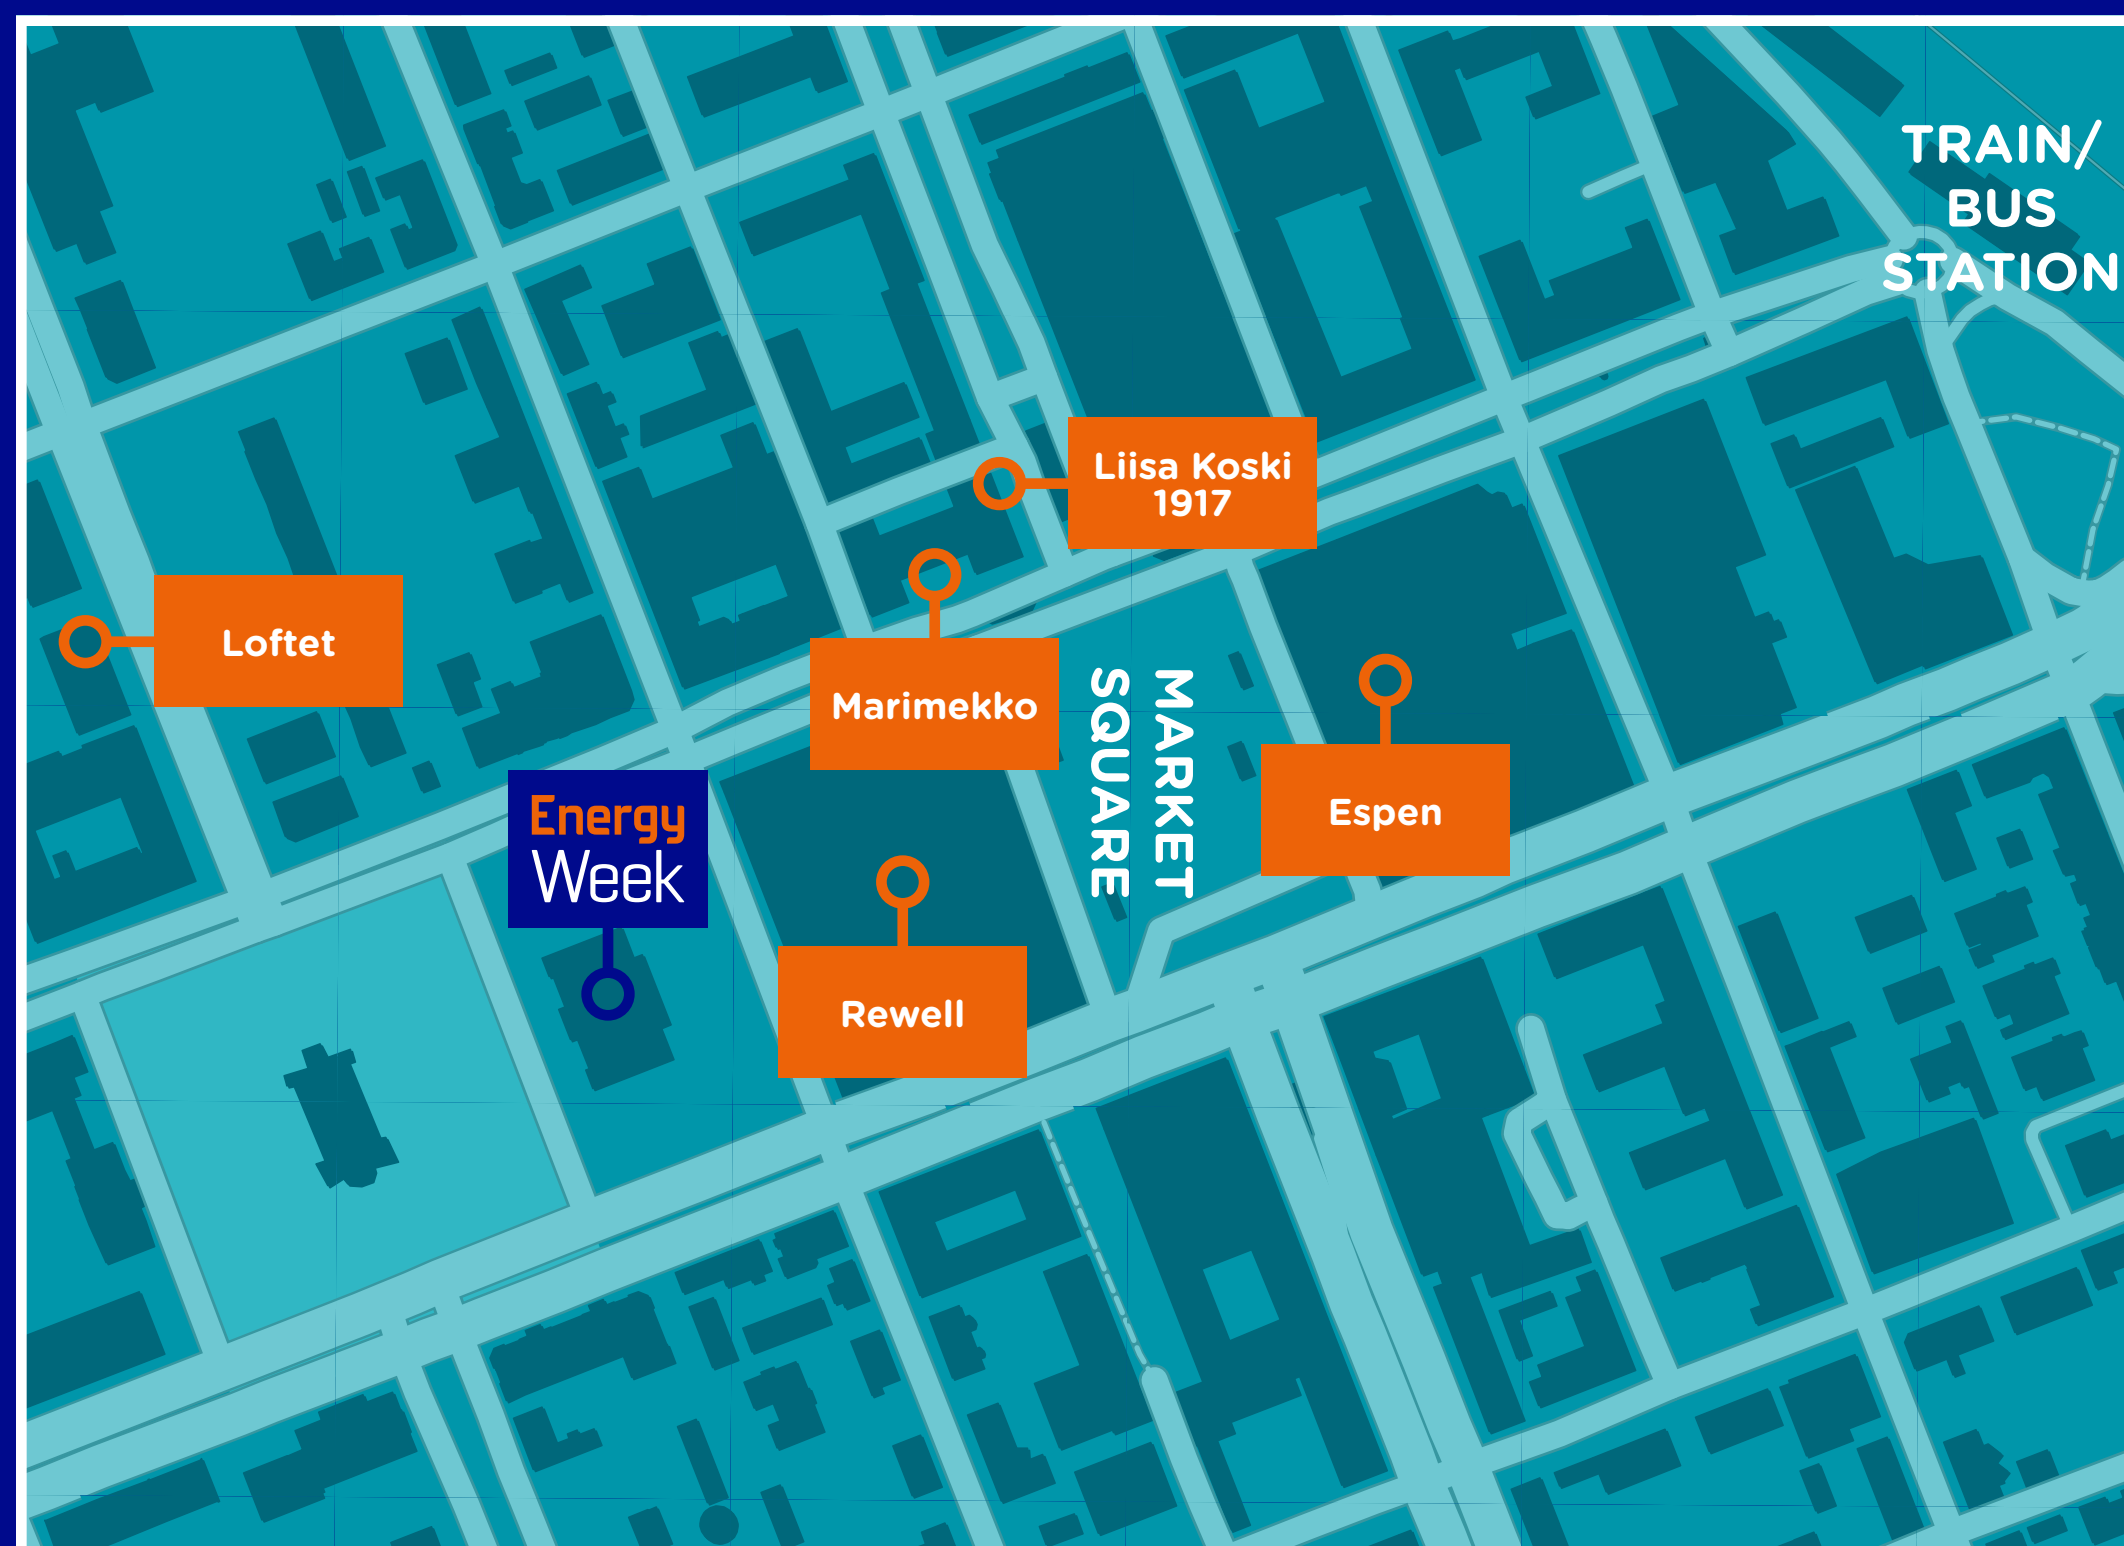 TRAIN/
BUS
STATION
Liisa Koski
1917
Loftet
Marimekko
MARKET
SQUARE
Espen
Energy
Week
Rewell